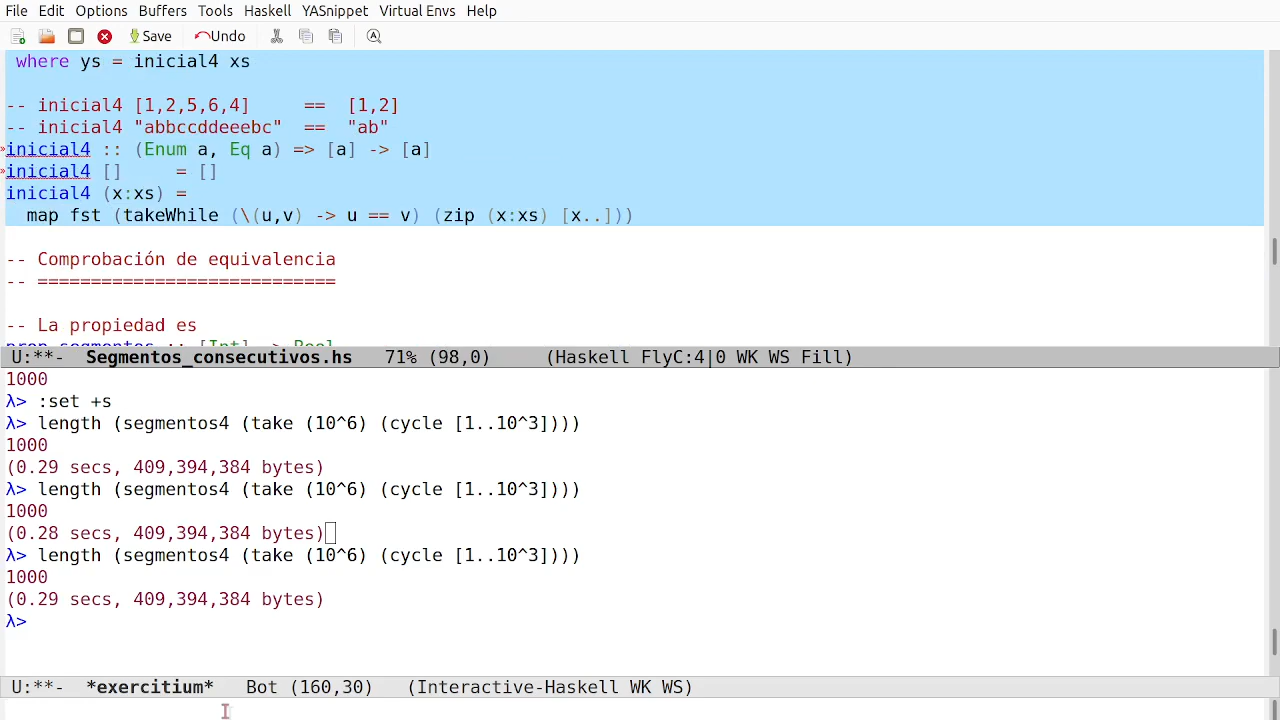 File Edit Options Buffers Tools Haskell YASnippet Virtual Envs Help
Save Undo
where ys = inicial4 xs
-- inicial4 [1,2,5,6,4]     ==  [1,2]
-- inicial4 "abbccddeeebc"  ==  "ab"
inicial4 :: (Enum a, Eq a) => [a] -> [a]
inicial4 []     = []
inicial4 (x:xs) =
  map fst (takeWhile (\(u,v) -> u == v) (zip (x:xs) [x..]))
-- Comprobación de equivalencia
-- ============================
-- La propiedad es
prop_segmentos :: [Int] -> Bool
U:**-  Segmentos_consecutivos.hs   71% (98,0)     (Haskell FlyC:4|0 WK WS Fill)
1000
λ> :set +s
λ> length (segmentos4 (take (10^6) (cycle [1..10^3])))
1000
(0.29 secs, 409,394,384 bytes)
λ> length (segmentos4 (take (10^6) (cycle [1..10^3])))
1000
(0.28 secs, 409,394,384 bytes)
λ> length (segmentos4 (take (10^6) (cycle [1..10^3])))
1000
(0.29 secs, 409,394,384 bytes)
λ>
U:**-  *exercitium*   Bot (160,30)   (Interactive-Haskell WK WS)